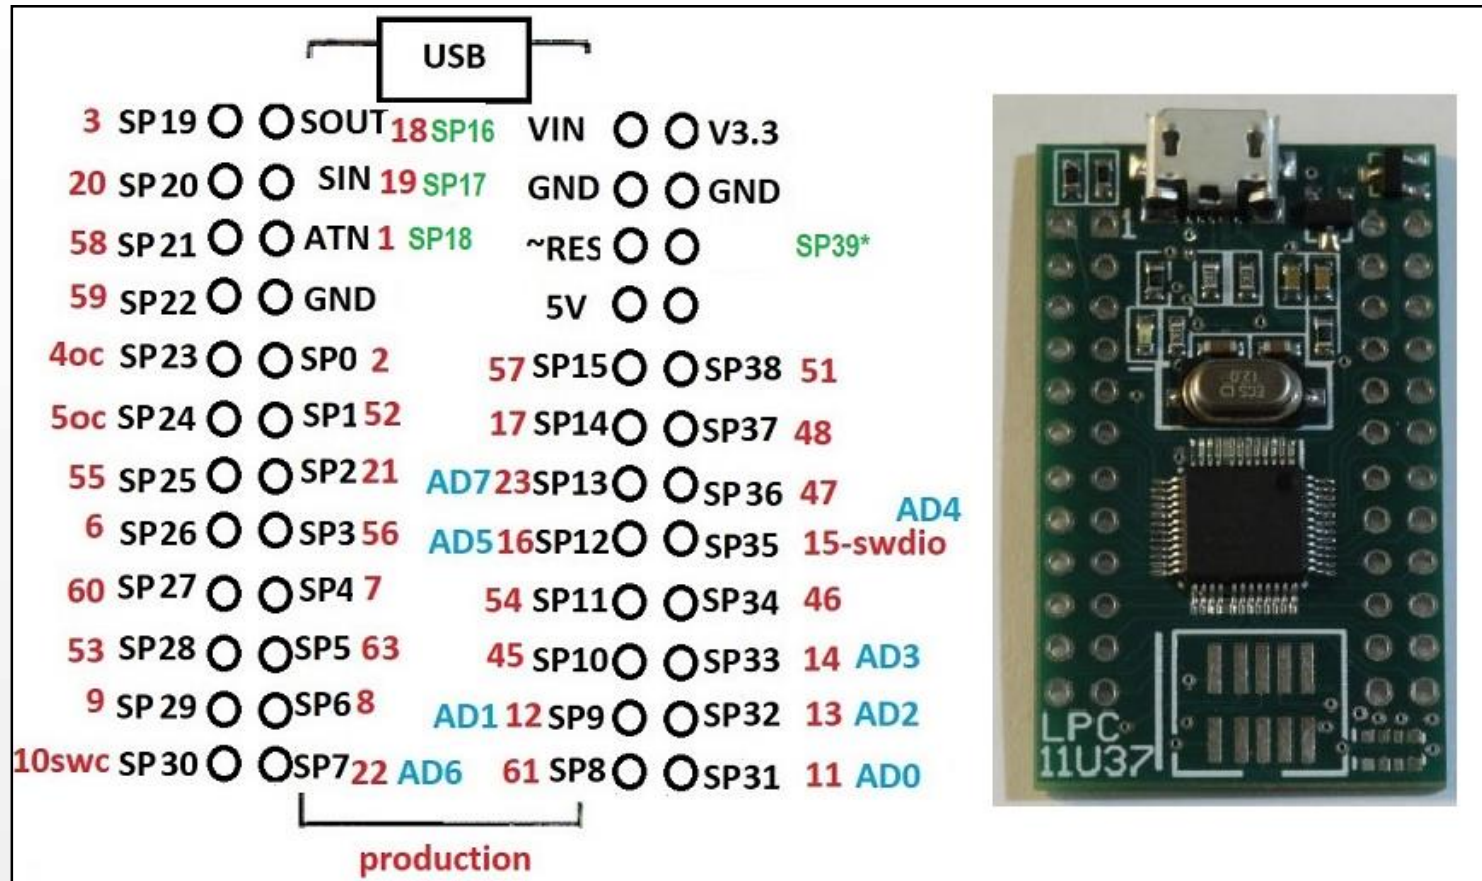 USB
3 SP19 SOUT 18 SP16 VIN V3.3
20 SP20 SIN 19 SP17 GND GND
58 SP21 ATN 1 SP18 ~RES SP39*
59 SP22 GND 5V
4oc SP23 SP0 2 57 SP15 SP38 51
5oc SP24 SP1 52 17 SP14 SP37 48
55 SP25 SP2 21 AD7 23 SP13 SP36 47
AD4
6 SP26 SP3 56 AD5 16 SP12 SP35 15-swdio
60 SP27 SP4 7 54 SP11 SP34 46
53 SP28 SP5 63 45 SP10 SP33 14 AD3
9 SP29 SP6 8 AD1 12 SP9 SP32 13 AD2
10swc SP30 SP7 22 AD6 61 SP8 SP31 11 AD0
production
1
LPC
11U37